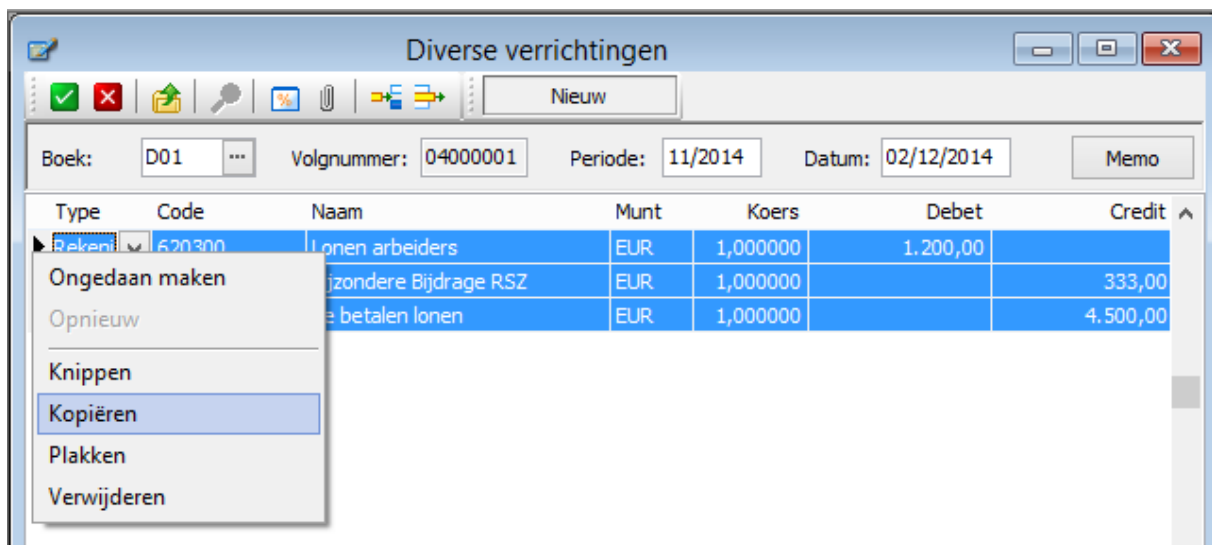 Diverse verrichtingen
Nieuw
Boek: D01 ... Volgnummer: 04000001 Periode: 11/2014 Datum: 02/12/2014 Memo
Type Code Naam Munt Koers Debet Credit
Rekeni 620300 Lonen arbeiders EUR 1,000000 1.200,00
ijzondere Bijdrage RSZ EUR 1,000000 333,00
e betalen lonen EUR 1,000000 4.500,00
Ongedaan maken
Opnieuw
Knippen
Kopiëren
Plakken
Verwijderen